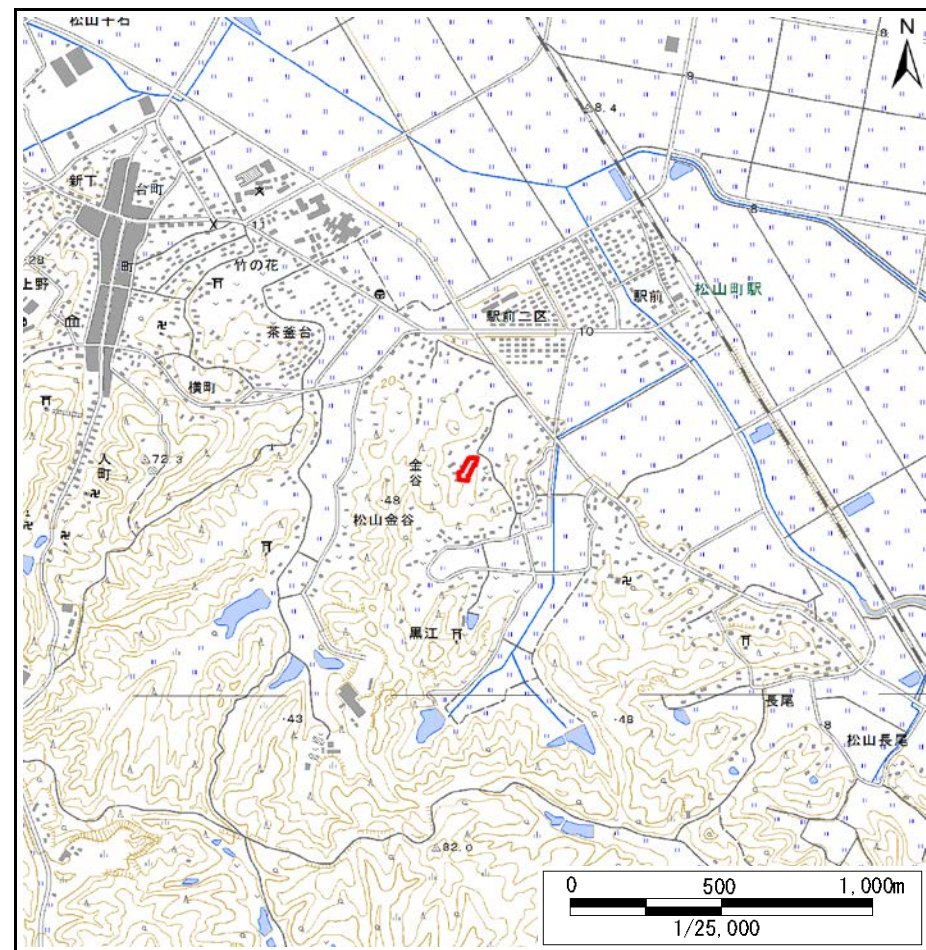 松山千石
N
8
9
8.4
新丁
台町
11
8
28
上野
町
竹の花
松山町駅
駅前
駅前二区
10
茶釜台
横町
20
入町
72.3
金谷
48
松山金谷
黒江
43
48
長尾
8
松山長尾
82.0
0 500 1,000m
1/25,000